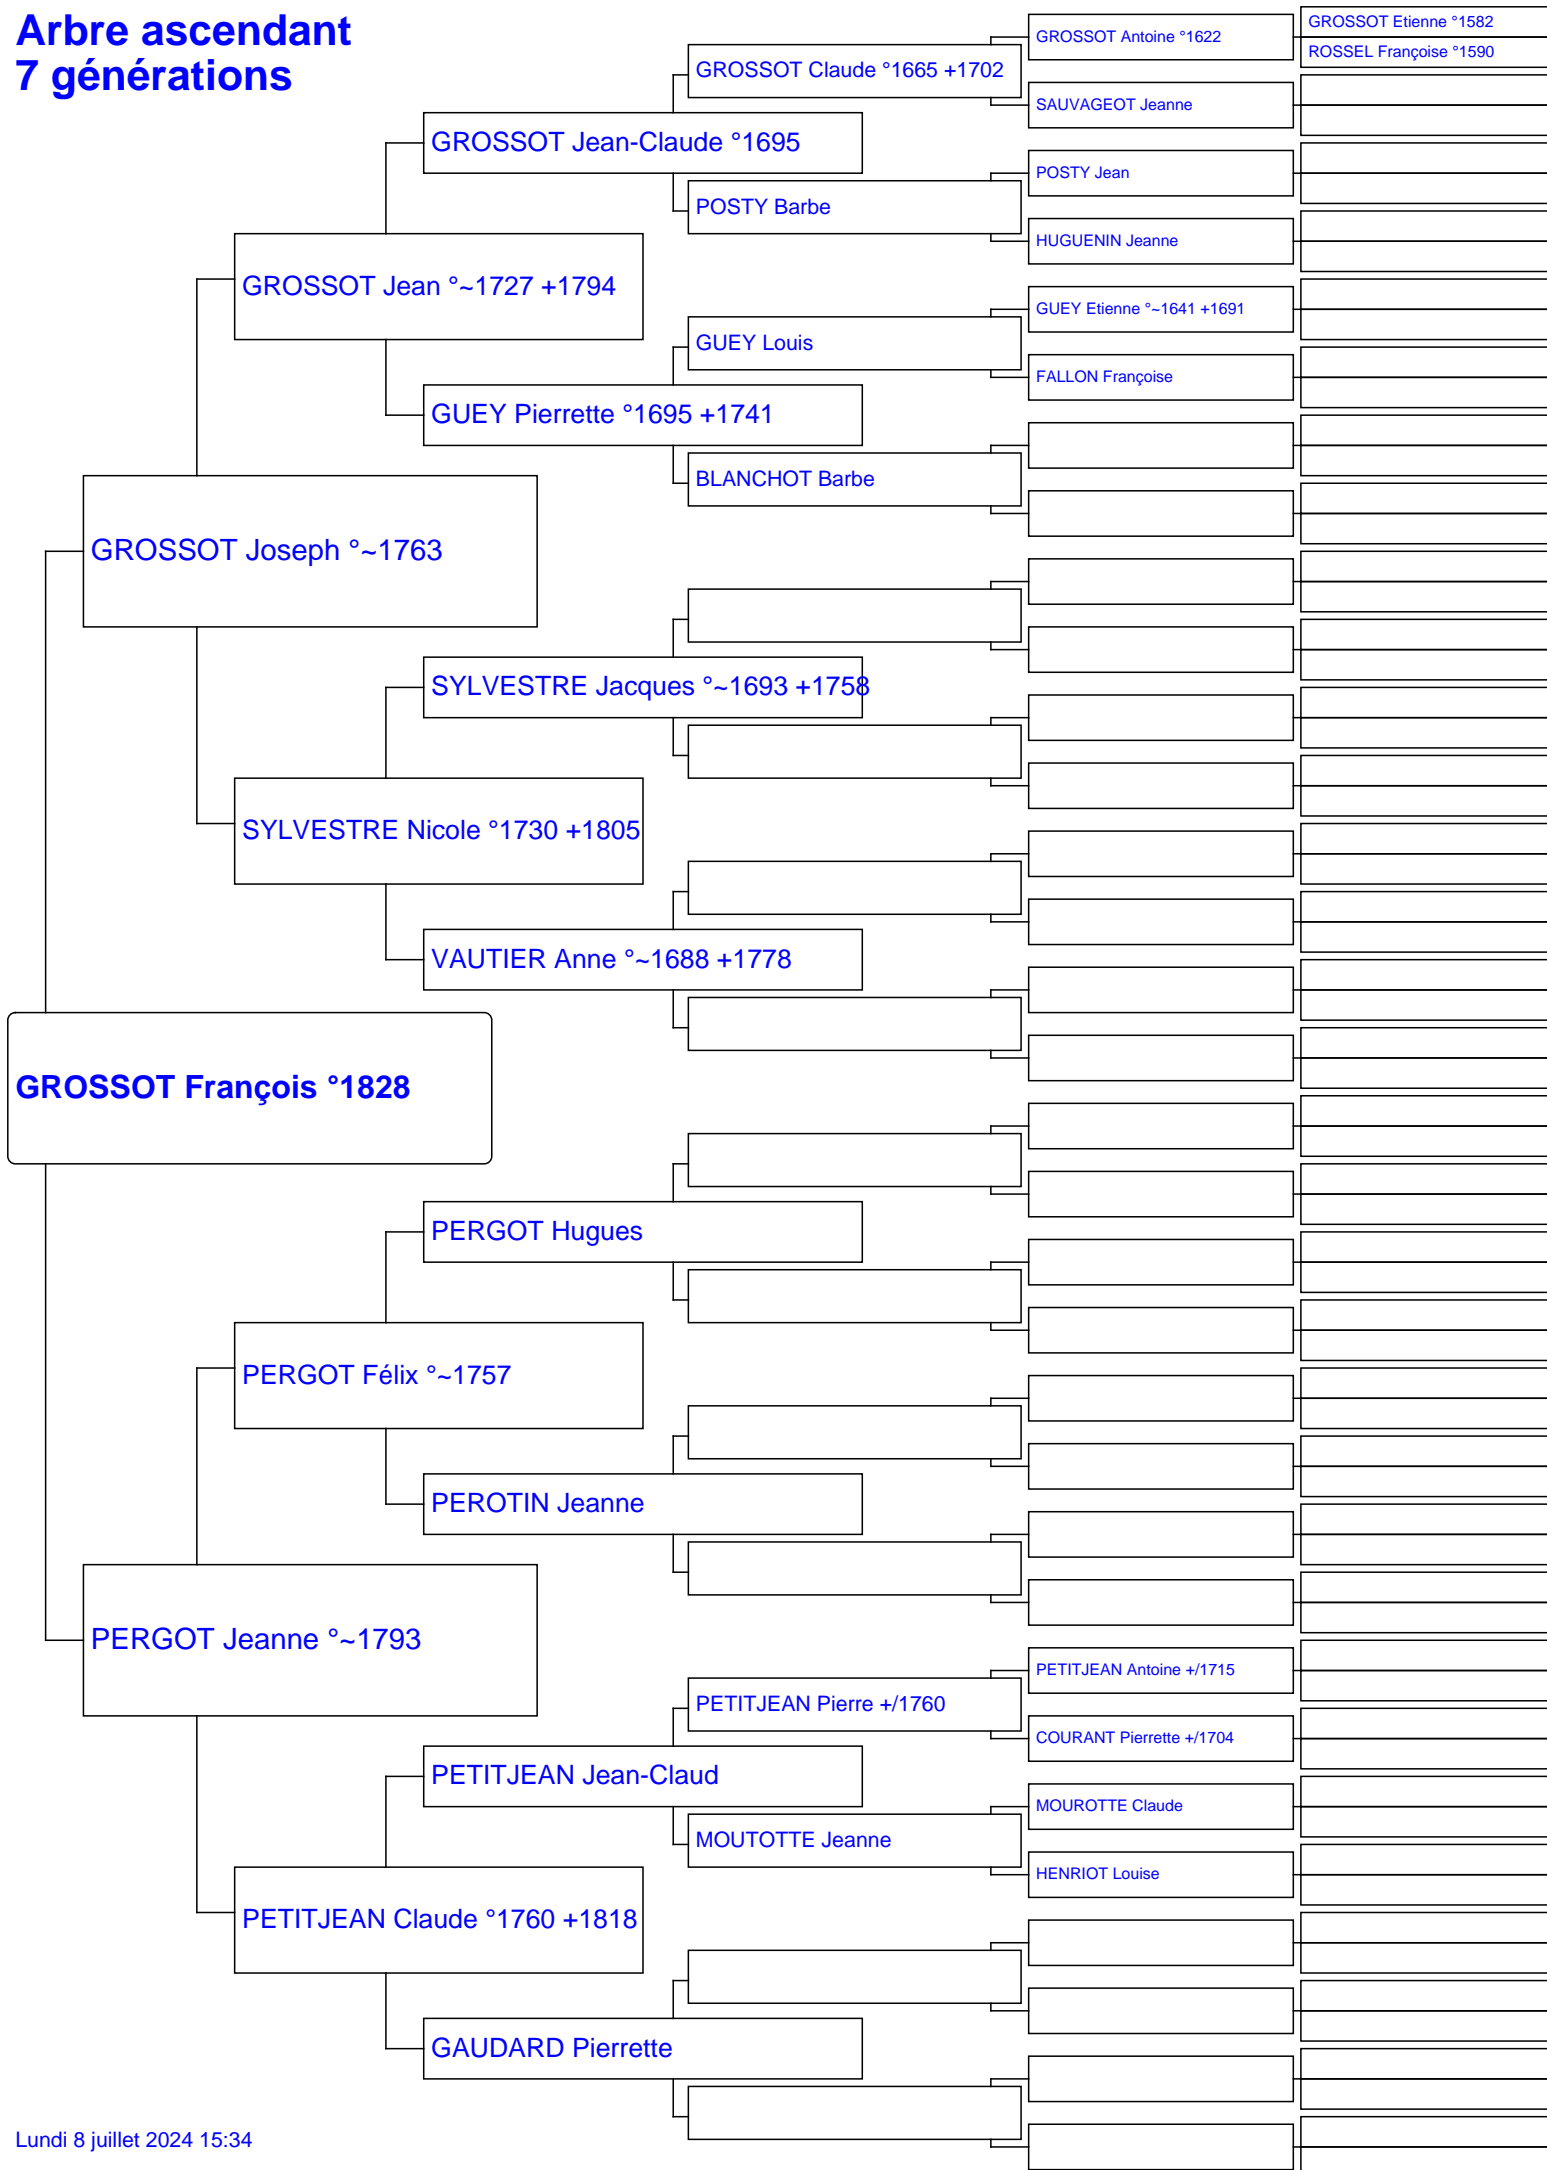 Arbre ascendant
7 générations
GROSSOT Etienne °1582
GROSSOT Antoine °1622
ROSSEL Françoise °1590
GROSSOT Claude °1665 +1702
SAUVAGEOT Jeanne
GROSSOT Jean-Claude °1695
POSTY Jean
POSTY Barbe
HUGUENIN Jeanne
GROSSOT Jean °~1727 +1794
GUEY Etienne °~1641 +1691
GUEY Louis
FALLON Françoise
GUEY Pierrette °1695 +1741
BLANCHOT Barbe
GROSSOT Joseph °~1763
SYLVESTRE Jacques °~1693 +1758
SYLVESTRE Nicole °1730 +1805
VAUTIER Anne °~1688 +1778
GROSSOT François °1828
PERGOT Hugues
PERGOT Félix °~1757
PEROTIN Jeanne
PERGOT Jeanne °~1793
PETITJEAN Antoine +/1715
PETITJEAN Pierre +/1760
COURANT Pierrette +/1704
PETITJEAN Jean-Claud
MOUROTTE Claude
MOUTOTTE Jeanne
HENRIOT Louise
PETITJEAN Claude °1760 +1818
GAUDARD Pierrette
Lundi 8 juillet 2024 15:34